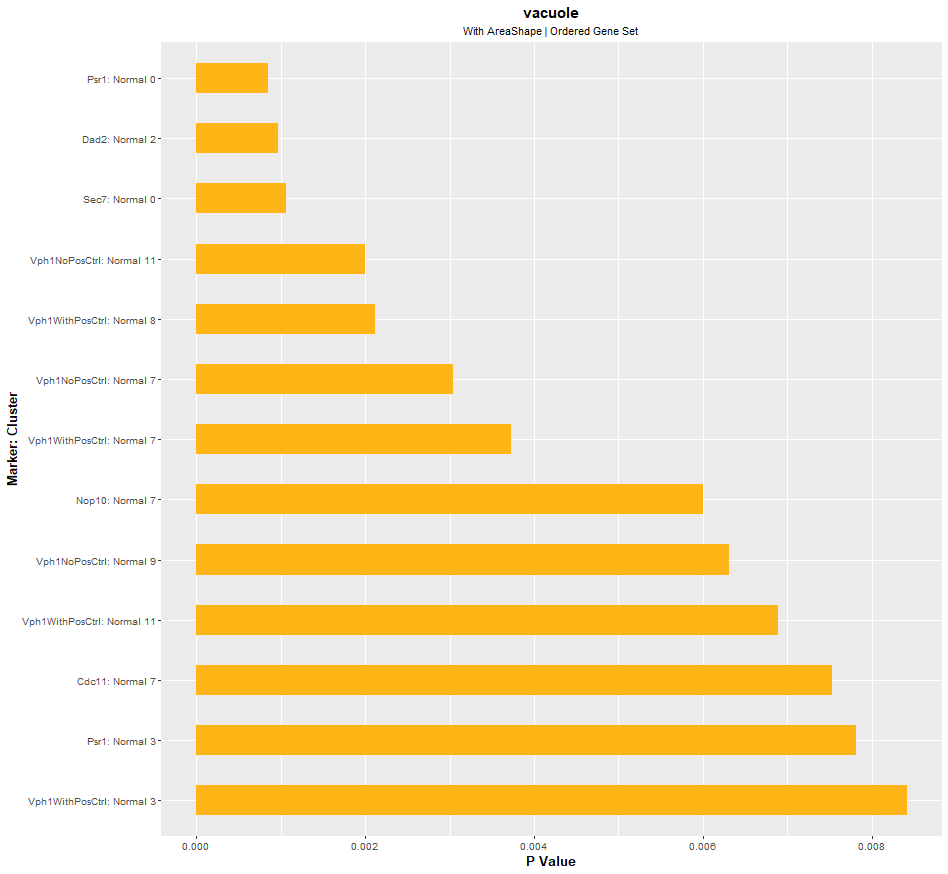 vacuole
With AreaShape | Ordered Gene Set
Marker: Cluster
Psr1: Normal 0
Dad2: Normal 2
Sec7: Normal 0
Vph1NoPosCtrl: Normal 11
Vph1WithPosCtrl: Normal 8
Vph1NoPosCtrl: Normal 7
Vph1WithPosCtrl: Normal 7
Nop10: Normal 7
Vph1NoPosCtrl: Normal 9
Vph1WithPosCtrl: Normal 11
Cdc11: Normal 7
Psr1: Normal 3
Vph1WithPosCtrl: Normal 3
0.000 0.002 0.004 0.006 0.008
P Value